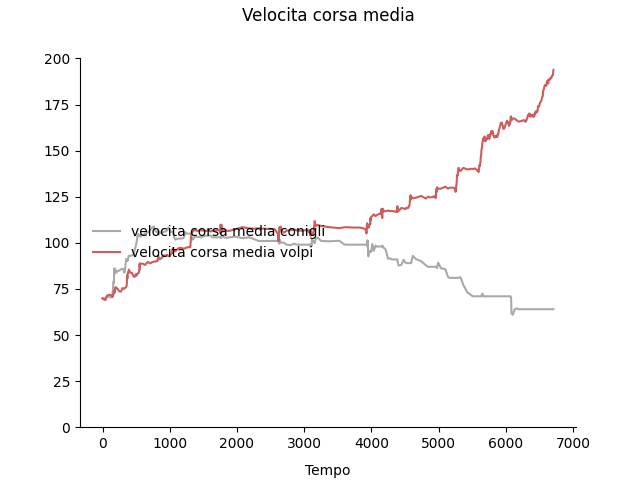 Velocita corsa media
200
175
150
125
100
75
50
25
0
velocita corsa media conigli
velocita corsa media volpi
0 1000 2000 3000 4000 5000 6000 7000
Tempo